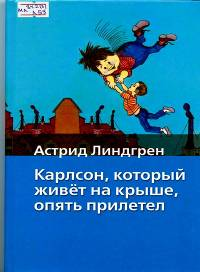 Астрид Линдгрен
Карлсон, который
живёт на крыше,
опять прилетел